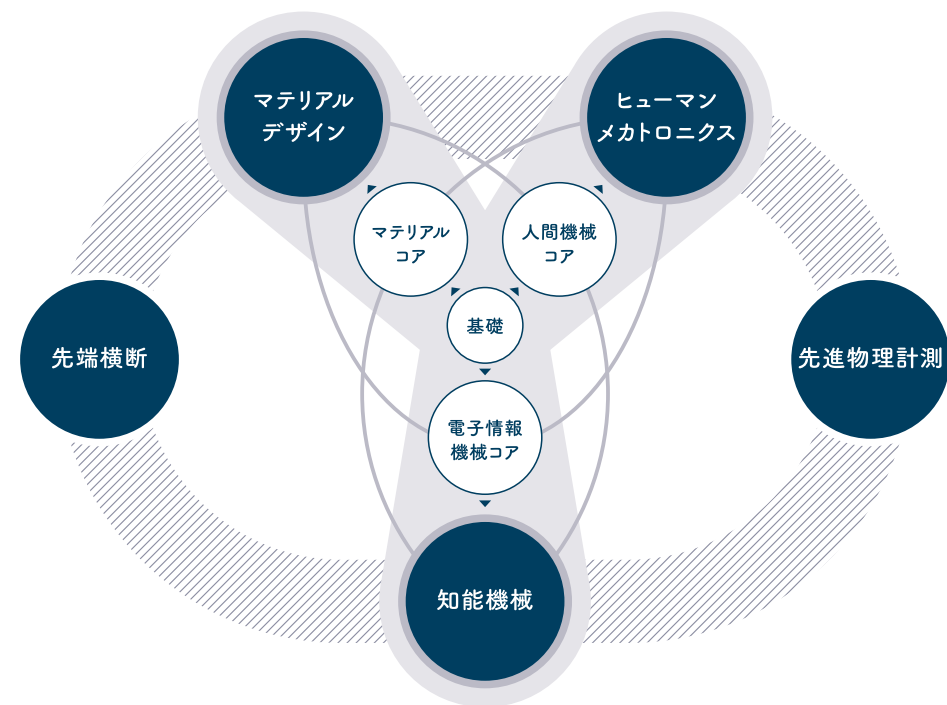 マテリアル
デザイン
ヒューマン
メカトロニクス
マテリアル
コア
人間機械
コア
基礎
先端横断
先進物理計測
電子情報
機械コア
知能機械